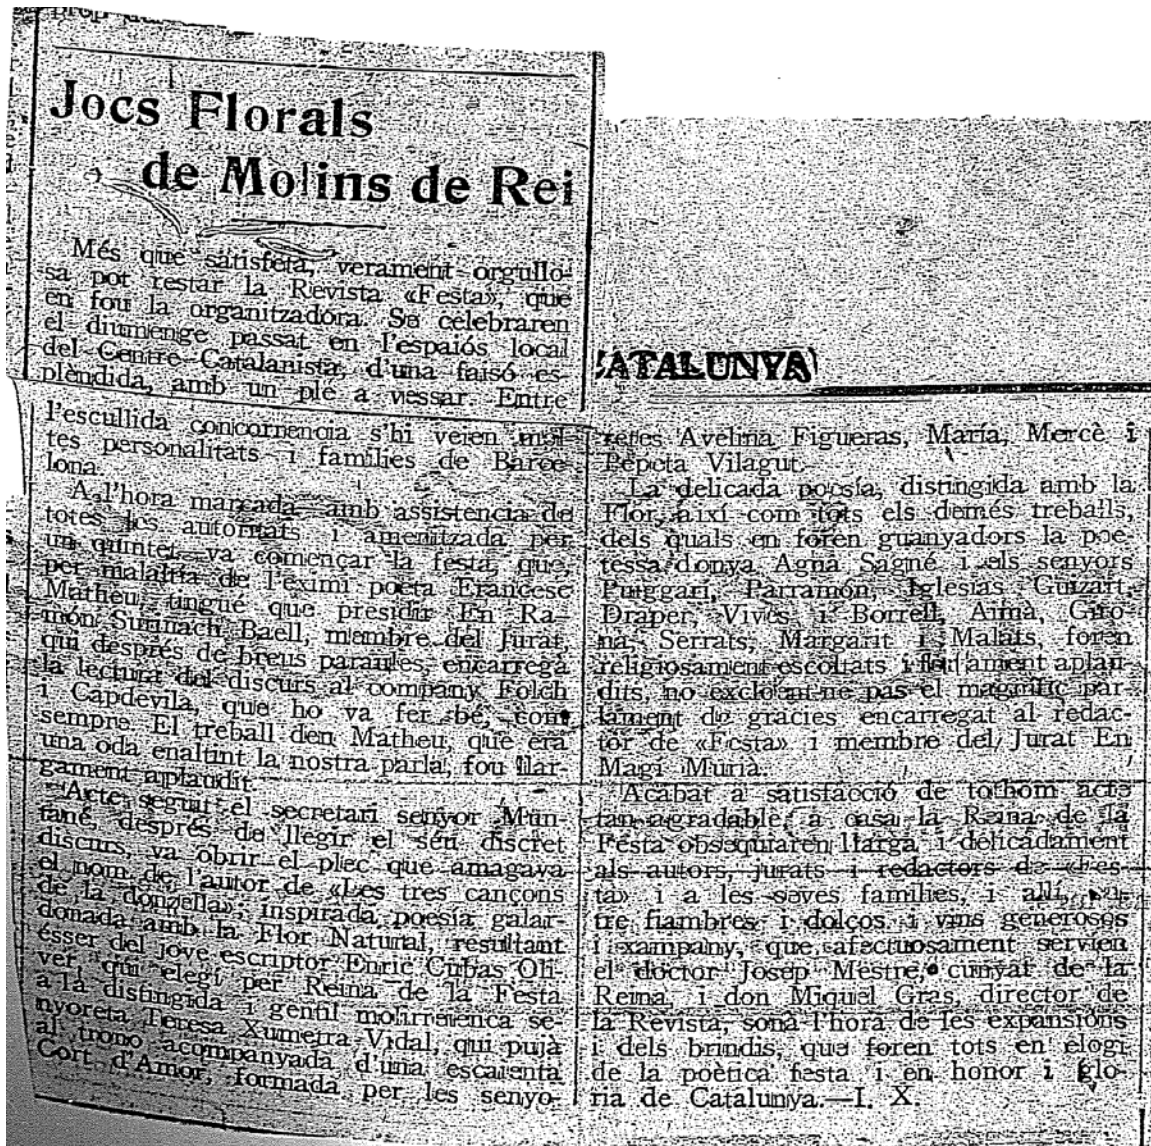 Jocs Florals
de Molins de Rei
Més que satisfeta, verament orgullo-
sa pot restar la Revista «Festa», que
en fou la organitzadora. Se celebraren
el diumenge passat en l'espaiós local
del Centre Catalanista, d'una faisó es-
plèndida, amb un ple a vessar. Entre
l'escullida concorrencia s'hi veien mol-
tes personalitats i famílies de Barce-
lona.
A l'hora marcada, amb assistencia de
totes les autoritats i amenitzada per
un quintet, va començar la festa, que,
per malaltía de l'eximi poeta Francesc
Matheu, tingué que presidir En Ra-
món Suriñach Baell, membre del Jurat,
qui després de breus paraules, encarregà
la lectura del discurs al company Folch
i Capdevila, que ho va fer bé, com
sempre. El treball den Matheu, que era
una oda enaltint la nostra parla, fou llar-
gament aplaudit.
Acte seguit el secretari senyor Mun-
tané, després de llegir el séu discret
discurs, va obrir el plec que amagava
el nom de l'autor de «Les tres cançons
de la donzella», inspirada poesía galar-
donada amb la Flor Natural, resultant
ésser del jove escriptor Enric Cubas Oli-
ver, qui elegí per Reina de la Festa
a la distingida i gentil molinsreienca se-
nyoreta Teresa Xumetra Vidal, qui pujà
al trono acompanyada d'una escaienta
Cort d'Amor, formada per les senyo-
CATALUNYA
retes Avelina Figueras, María, Mercè i
Pepeta Vilagut.
La delicada poesía, distingida amb la
Flor, així com tots els demés treballs,
dels quals en foren guanyadors la poe-
tessa donya Agna Sagné i els senyors
Puiggarí, Parramón, Iglesias Guizart,
Draper, Vives i Borrell, Aimà, Giro-
na, Serrats, Margarit i Malats, foren
religiosament escoltats i fortament aplau-
dits, no excloent-ne pas el magnífic par-
lament de gracies encarregat al redac-
tor de «Festa» i membre del Jurat En
Magí Murià.
Acabat a satisfacció de tothom acte
tan agradable, a casa la Reina de la
Festa obsequiaren llarga i delicadament
als autors, jurats i redactors de «Fes-
ta» i a les seves families, i allí, en-
tre fiambres i dolços i vins generosos
i xampany, que afectuosament servíen
el doctor Josep Mestre, cunyat de la
Reina, i don Miquel Gras, director de
la Revista, sonà l'hora de les expansións
i dels brindis, que foren tots en elogi
de la poètica festa i en honor i glo-
ria de Catalunya.—I. X.